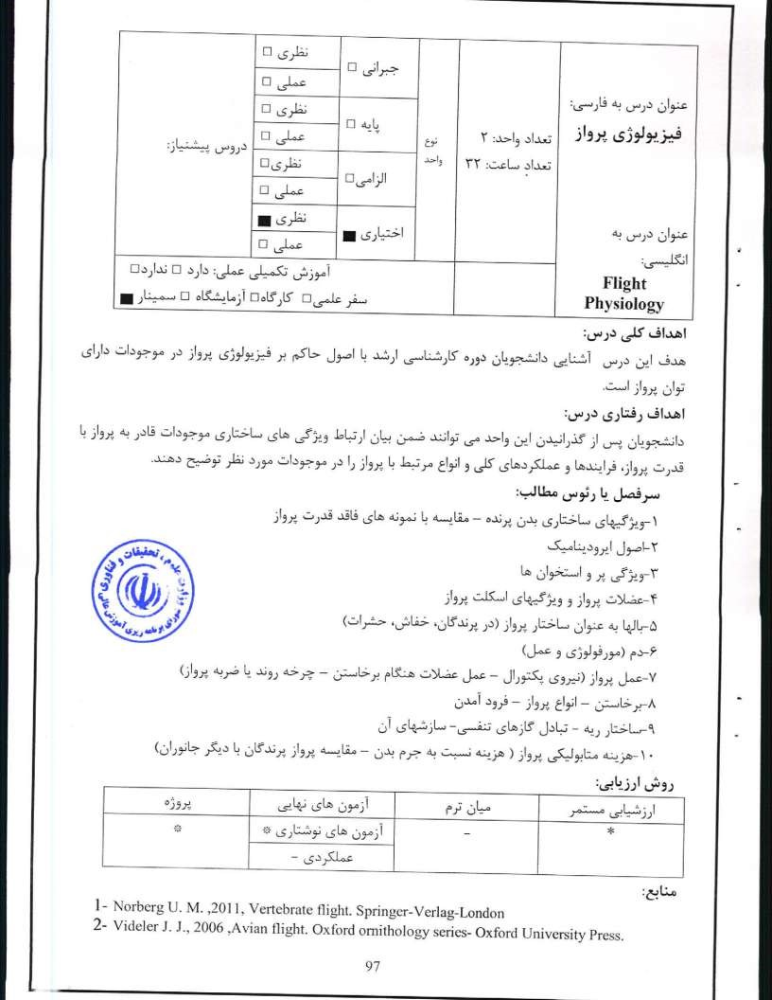 عنوان درس به فارسی:
فیزیولوژی پرواز
عنوان درس به
انگلیسی:
Flight
Physiology
تعداد واحد: ۲
تعداد ساعت: ۳۲
نوع
واحد
جبرانی □
نظری □
عملی □
پایه □
نظری □
عملی □
الزامی□
نظری□
عملی □
اختیاری ■
نظری ■
عملی □
دروس پیشنیاز:
آموزش تکمیلی عملی: دارد □ ندارد□
سفر علمی□ کارگاه□ آزمایشگاه □ سمینار ■
اهداف کلی درس:
هدف این درس آشنایی دانشجویان دوره کارشناسی ارشد با اصول حاکم بر فیزیولوژی پرواز در موجودات دارای
توان پرواز است.
اهداف رفتاری درس:
دانشجویان پس از گذرانیدن این واحد می توانند ضمن بیان ارتباط ویژگی های ساختاری موجودات قادر به پرواز با
قدرت پرواز، فرایندها و عملکردهای کلی و انواع مرتبط با پرواز را در موجودات مورد نظر توضیح دهند.
سرفصل یا رئوس مطالب:
۱-ویژگیهای ساختاری بدن پرنده – مقایسه با نمونه های فاقد قدرت پرواز
۲-اصول ایرودینامیک
۳-ویژگی پر و استخوان ها
۴-عضلات پرواز و ویژگیهای اسکلت پرواز
۵-بالها به عنوان ساختار پرواز (در پرندگان، خفاش، حشرات)
۶-دم (مورفولوژی و عمل)
۷-عمل پرواز (نیروی پکتورال – عمل عضلات هنگام برخاستن – چرخه روند یا ضربه پرواز)
۸-برخاستن – انواع پرواز – فرود آمدن
۹-ساختار ریه - تبادل گازهای تنفسی- سازشهای آن
۱۰-هزینه متابولیکی پرواز ( هزینه نسبت به جرم بدن – مقایسه پرواز پرندگان با دیگر جانوران)
وزارت علوم، تحقیقات و فناوری
شورای برنامه ریزی آموزش عالی
روش ارزیابی:
ارزشیابی مستمر
میان ترم
آزمون های نهایی
پروژه
*
–
آزمون های نوشتاری *
*
عملکردی –
منابع:
1- Norberg U. M. ,2011, Vertebrate flight. Springer-Verlag-London
2- Videler J. J., 2006 ,Avian flight. Oxford ornithology series- Oxford University Press.
97